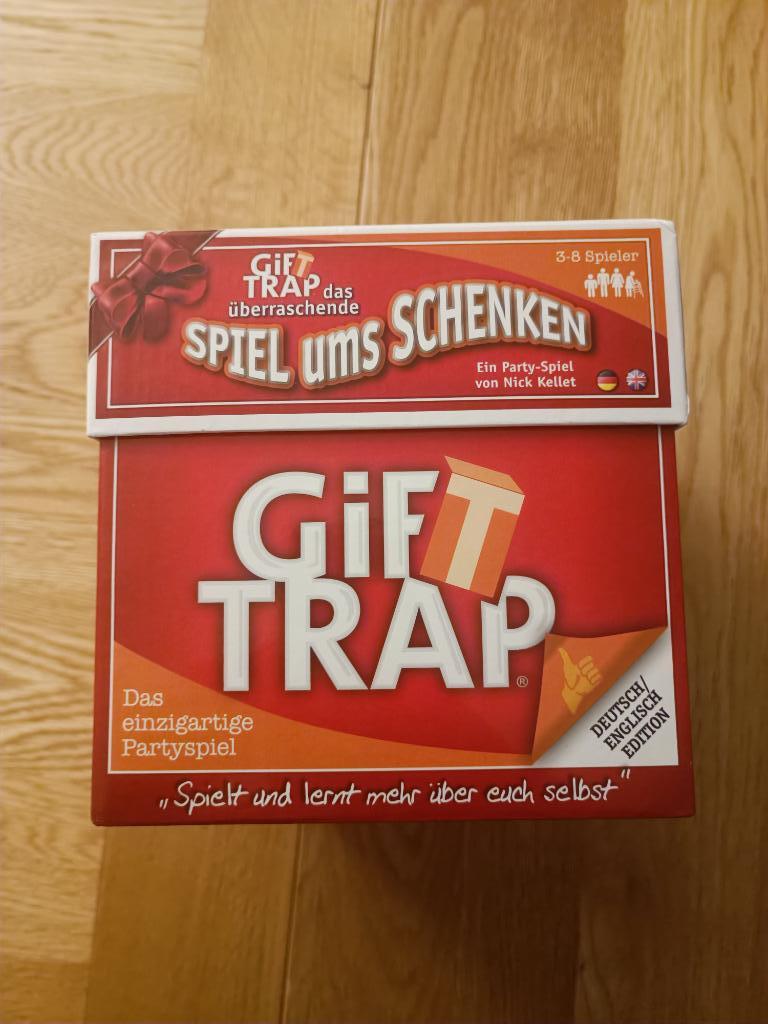 GiFT
TRAP das
überraschende
SPIEL ums SCHENKEN
3-8 Spieler
Ein Party-Spiel
von Nick Kellet
GiFT
TRAP®
Das
einzigartige
Partyspiel
DEUTSCH/
ENGLISCH
EDITION
„Spielt und lernt mehr über euch selbst"